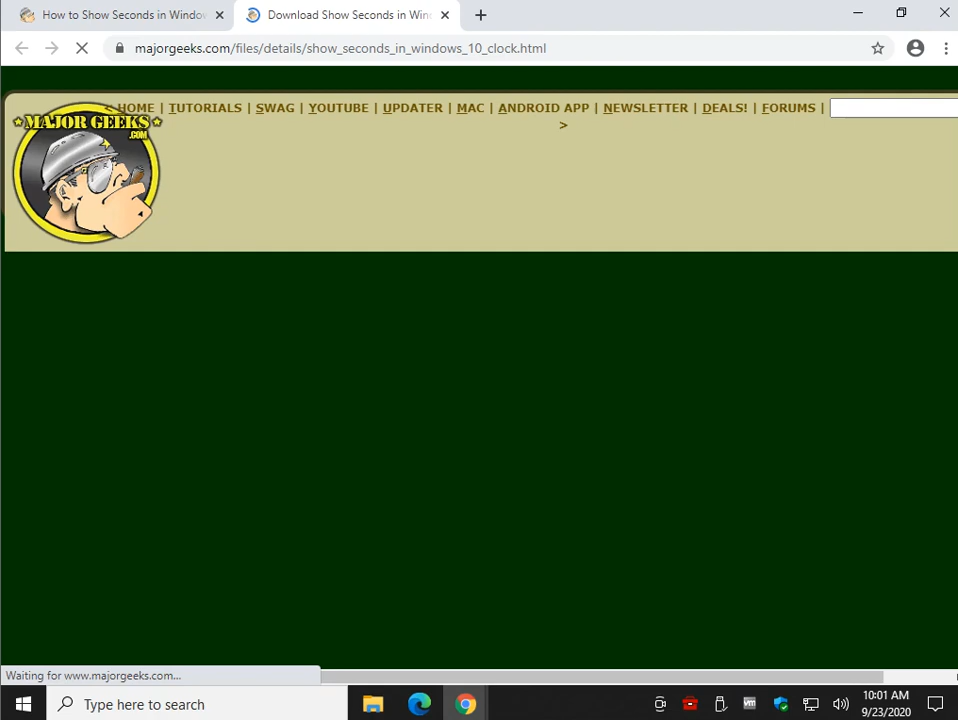 How to Show Seconds in Window
Download Show Seconds in Win
majorgeeks.com/files/details/show_seconds_in_windows_10_clock.html
< HOME | TUTORIALS | SWAG | YOUTUBE | UPDATER | MAC | ANDROID APP | NEWSLETTER | DEALS! | FORUMS |
>
MAJOR GEEKS
.COM
Waiting for www.majorgeeks.com...
Type here to search
10:01 AM
9/23/2020